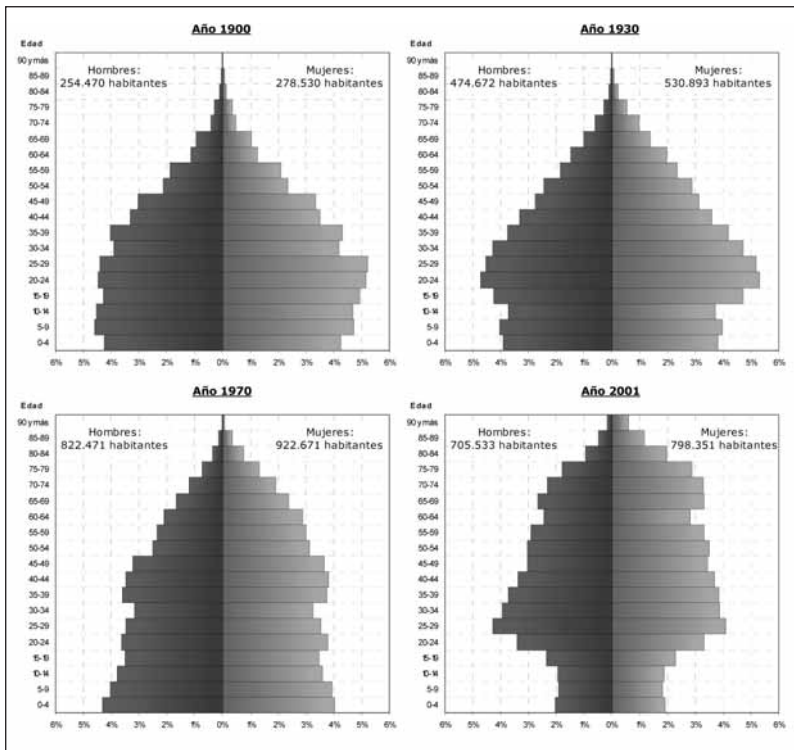 Año 1900
Edad
Hombres:
254.470 habitantes
Mujeres:
278.530 habitantes
90 y más
85-89
80-84
75-79
70-74
65-69
60-64
55-59
50-54
45-49
40-44
35-39
30-34
25-29
20-24
15-19
10-14
5-9
0-4
6% 5% 4% 3% 2% 1% 0% 1% 2% 3% 4% 5% 6%
Año 1930
Edad
Hombres:
474.672 habitantes
Mujeres:
530.893 habitantes
90 y más
85-89
80-84
75-79
70-74
65-69
60-64
55-59
50-54
45-49
40-44
35-39
30-34
25-29
20-24
15-19
10-14
5-9
0-4
6% 5% 4% 3% 2% 1% 0% 1% 2% 3% 4% 5% 6%
Año 1970
Edad
Hombres:
822.471 habitantes
Mujeres:
922.671 habitantes
90 y más
85-89
80-84
75-79
70-74
65-69
60-64
55-59
50-54
45-49
40-44
35-39
30-34
25-29
20-24
15-19
10-14
5-9
0-4
6% 5% 4% 3% 2% 1% 0% 1% 2% 3% 4% 5% 6%
Año 2001
Edad
Hombres:
705.533 habitantes
Mujeres:
798.351 habitantes
90 y más
85-89
80-84
75-79
70-74
65-69
60-64
55-59
50-54
45-49
40-44
35-39
30-34
25-29
20-24
15-19
10-14
5-9
0-4
6% 5% 4% 3% 2% 1% 0% 1% 2% 3% 4% 5% 6%